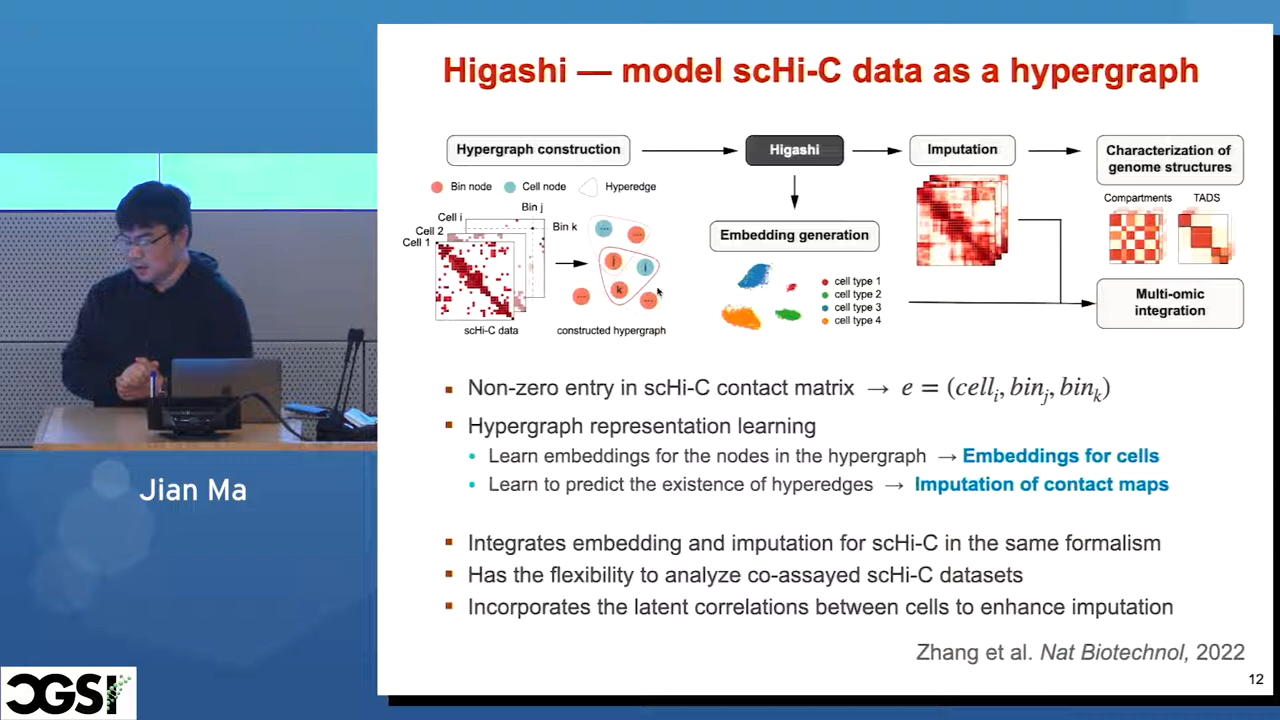 Higashi — model scHi-C data as a hypergraph
Hypergraph construction
Higashi
Imputation
Characterization of
genome structures
Bin node
Cell node
Hyperedge
Compartments
TADS
Bin j
Cell i
Bin k
Cell 2
Cell 1
...
...
j
i
k
...
...
scHi-C data
constructed hypergraph
Embedding generation
cell type 1
cell type 2
cell type 3
cell type 4
Multi-omic
integration
Non-zero entry in scHi-C contact matrix → e = (cell_i, bin_j, bin_k)
Hypergraph representation learning
Learn embeddings for the nodes in the hypergraph → Embeddings for cells
Learn to predict the existence of hyperedges → Imputation of contact maps
Integrates embedding and imputation for scHi-C in the same formalism
Has the flexibility to analyze co-assayed scHi-C datasets
Incorporates the latent correlations between cells to enhance imputation
Zhang et al. Nat Biotechnol, 2022
12
Jian Ma
CGSI